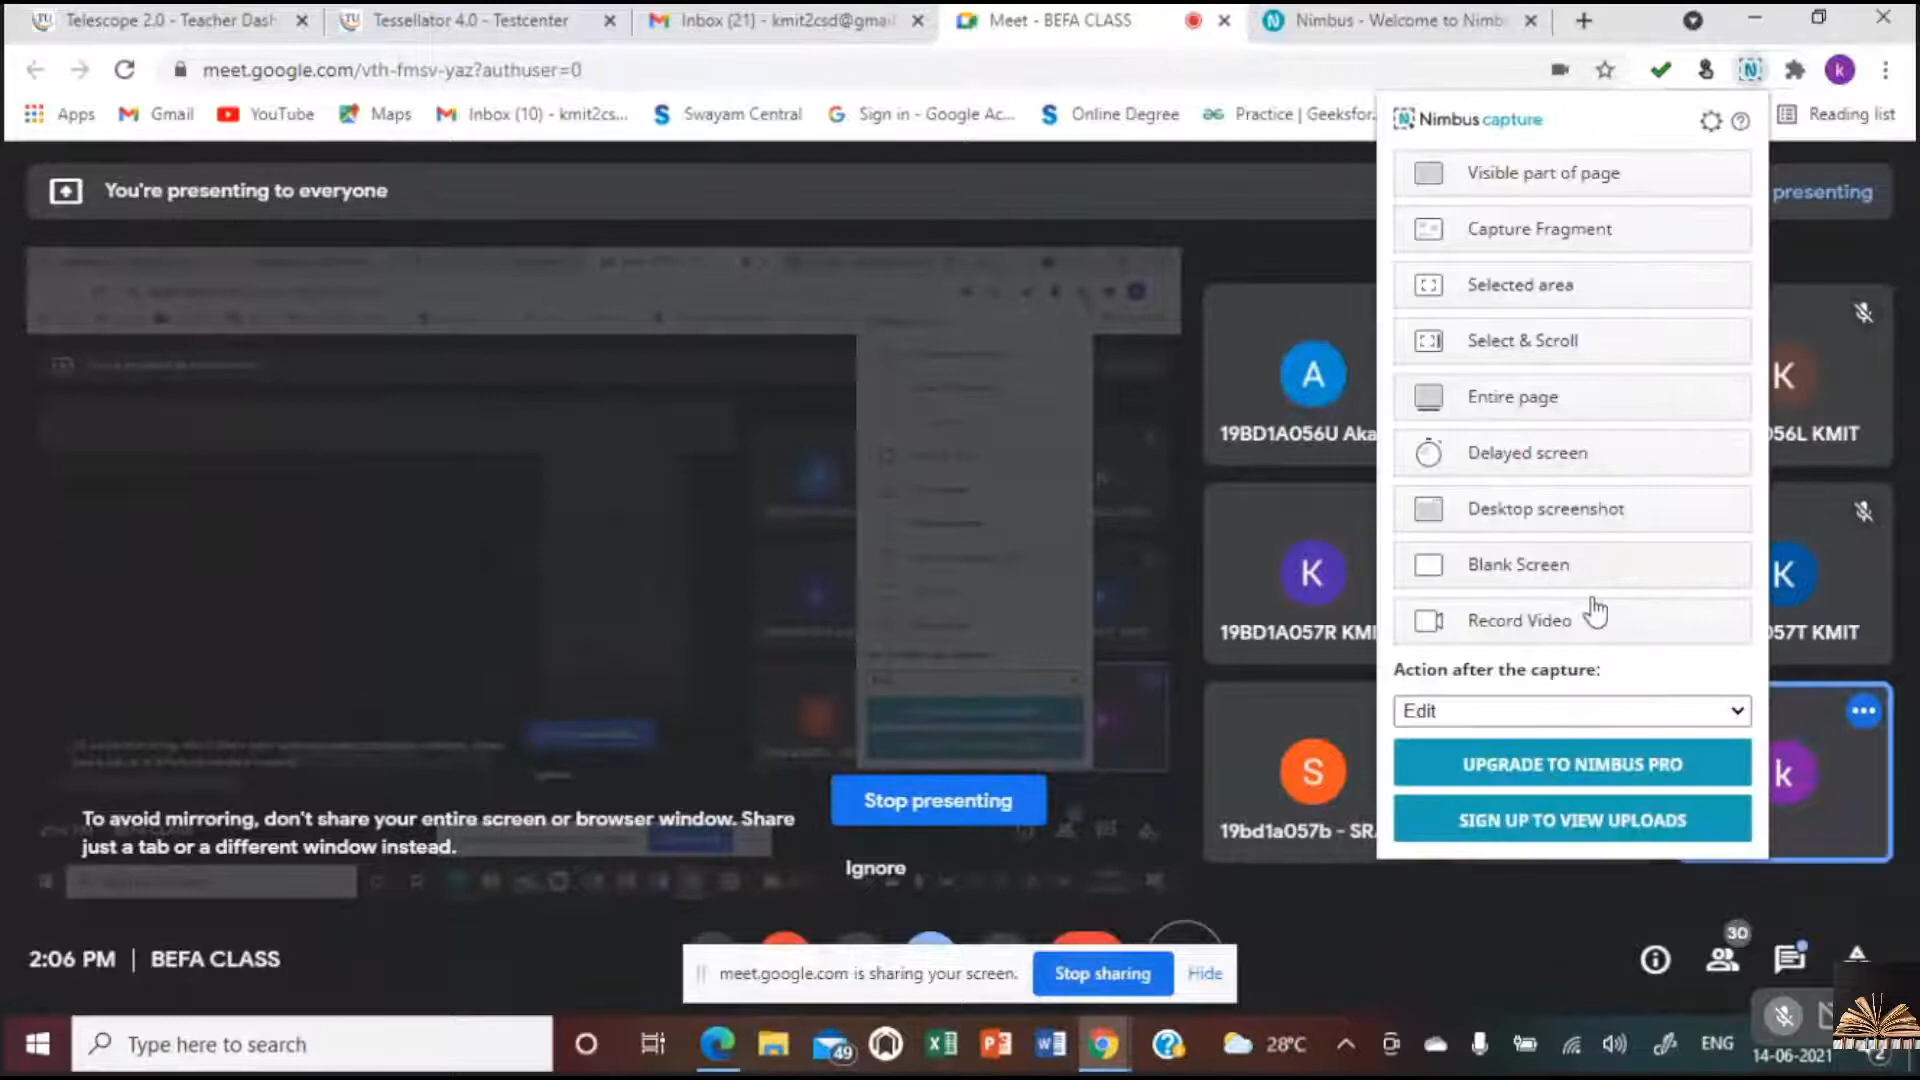 Telescope 2.0 - Teacher Dash
Tessellator 4.0 - Testcenter
Inbox (21) - kmit2csd@gmai
Meet - BEFA CLASS
Nimbus - Welcome to Nimb
meet.google.com/vth-fmsv-yaz?authuser=0
k
Apps
Gmail
YouTube
Maps
Inbox (10) - kmit2cs...
Swayam Central
Sign in - Google Ac...
Online Degree
Practice | Geeksfor
Reading list
Nimbus capture
You're presenting to everyone
presenting
Visible part of page
Capture Fragment
Selected area
Select & Scroll
Entire page
Delayed screen
Desktop screenshot
Blank Screen
Record Video
Action after the capture:
Edit
UPGRADE TO NIMBUS PRO
SIGN UP TO VIEW UPLOADS
A
19BD1A056U Aka
K
056L KMIT
K
19BD1A057R KMI
K
057T KMIT
S
19bd1a057b - SR
k
To avoid mirroring, don't share your entire screen or browser window. Share
just a tab or a different window instead.
Stop presenting
Ignore
2:06 PM | BEFA CLASS
meet.google.com is sharing your screen.
Stop sharing
Hide
30
Type here to search
49
28°C
ENG
14-06-2021
2